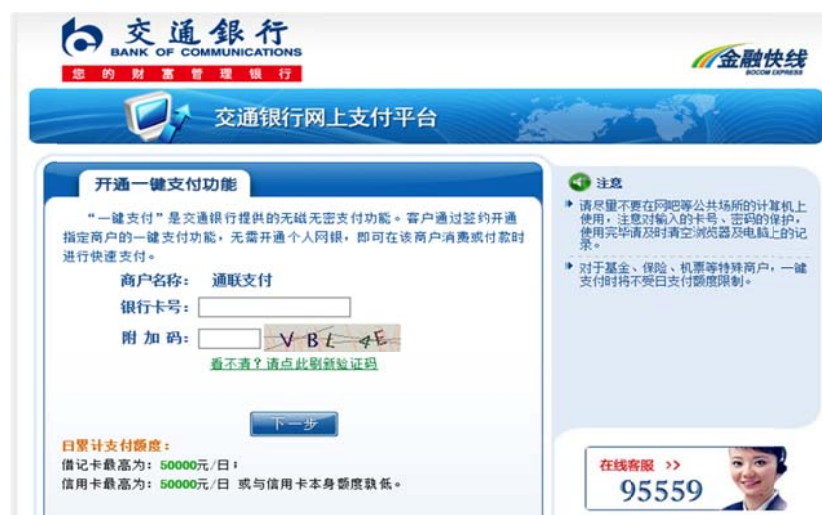 交通銀行
BANK OF COMMUNICATIONS
您的财富管理银行
金融快线
BOCOM EXPRESS
交通银行网上支付平台
开通一键支付功能
“一键支付”是交通银行提供的无磁无密支付功能。客户通过签约开通
指定商户的一键支付功能，无需开通个人网银，即可在该商户消费或付款时
进行快速支付。
商户名称： 通联支付
银行卡号：
附加码： VBL4E
看不清？请点此刷新验证码
下一步
日累计支付额度：
借记卡最高为：50000元/日；
信用卡最高为：50000元/日 或与信用卡本身额度孰低。
注意
请尽量不要在网吧等公共场所的计算机上
使用，注意对输入的卡号、密码的保护，
使用完毕请及时清空浏览器及电脑上的记
录。
对于基金、保险、机票等特殊商户，一键
支付时将不受日支付额度限制。
在线客服 >>
95559